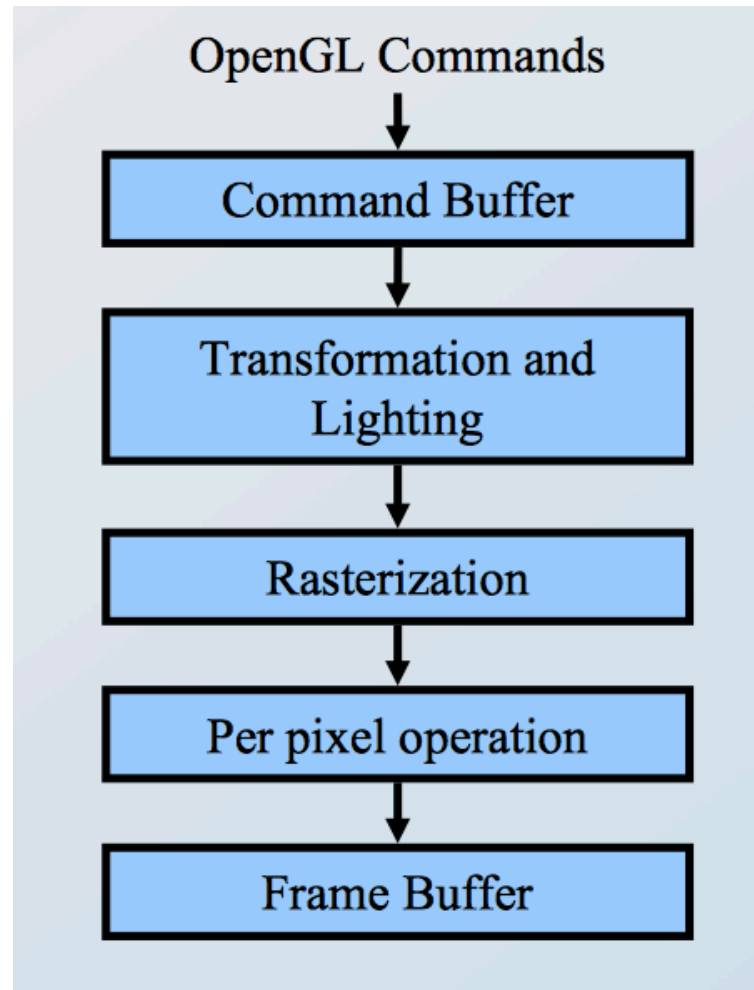 OpenGL Commands
Command Buffer
Transformation and
Lighting
Rasterization
Per pixel operation
Frame Buffer